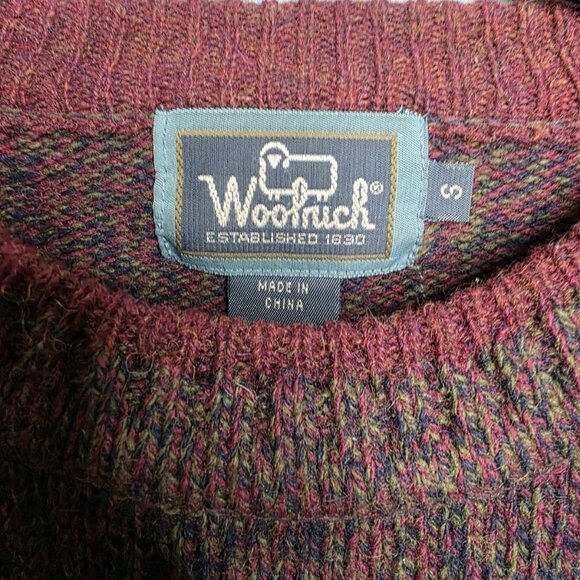 Woolrich®
ESTABLISHED 1830
S
MADE IN
CHINA